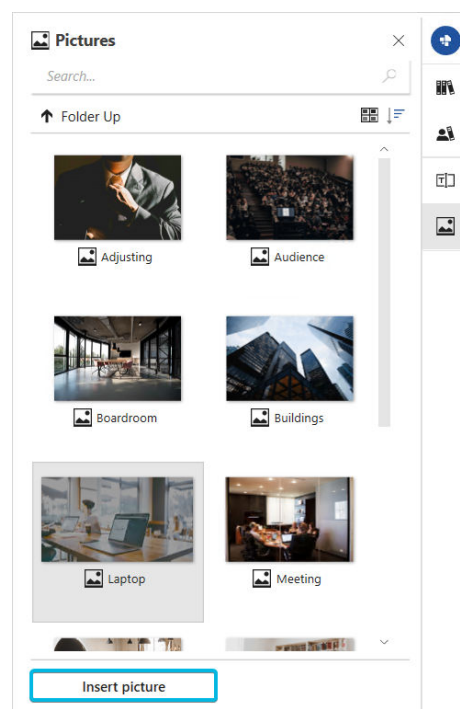 Pictures
Search...
Folder Up
Adjusting
Audience
Boardroom
Buildings
Laptop
Meeting
Insert picture